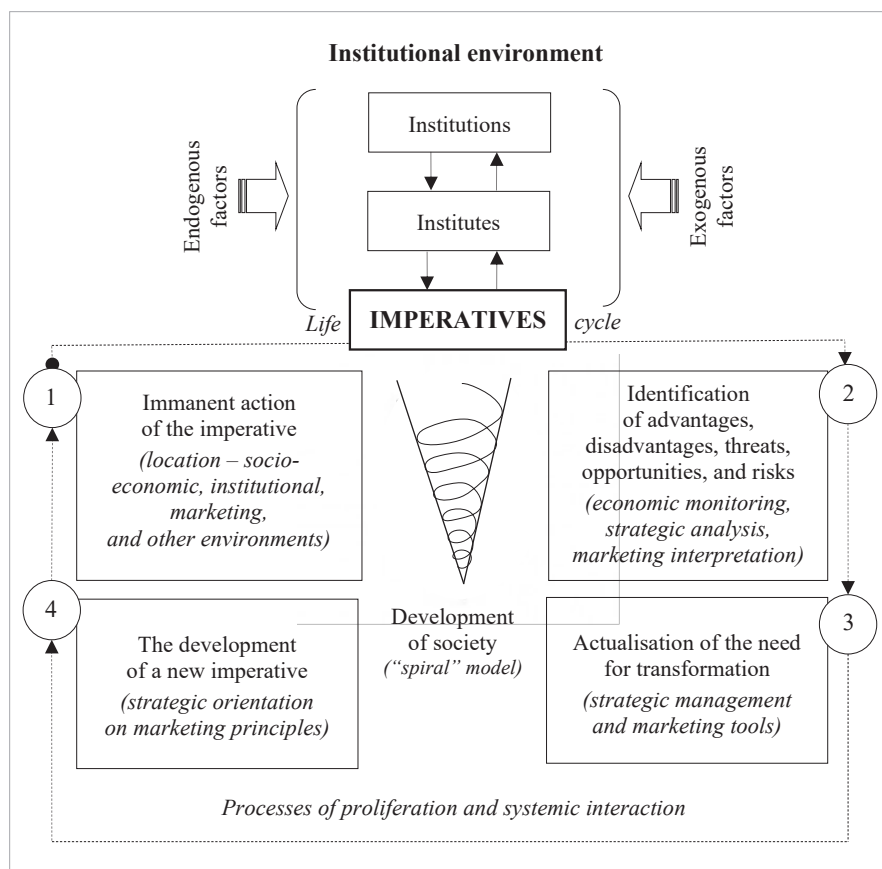 Institutional environment
Institutions
Endogenous
factors
Exogenous
factors
Institutes
Life
IMPERATIVES
cycle
1
Immanent action
of the imperative
(location – socio-
economic, institutional,
marketing,
and other environments)
2
Identification
of advantages,
disadvantages, threats,
opportunities, and risks
(economic monitoring,
strategic analysis,
marketing interpretation)
4
The development
of a new imperative
(strategic orientation
on marketing principles)
Development
of society
(“spiral” model)
3
Actualisation of the need
for transformation
(strategic management
and marketing tools)
Processes of proliferation and systemic interaction